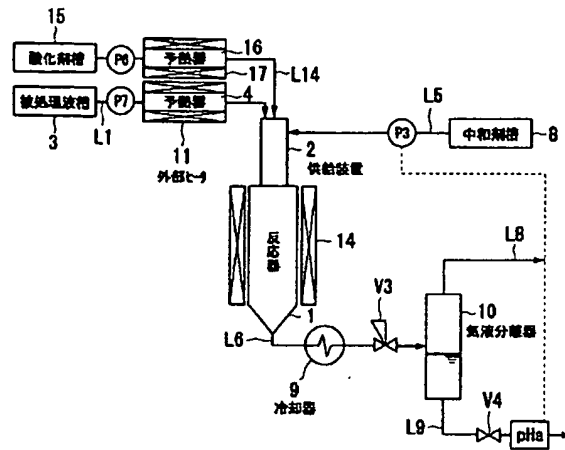 15
酸化剤槽
P6
予熱器
16
17
L14
被処理液槽
P7
予熱器
4
3
L1
11
外部ヒータ
2
供給装置
P3
L5
中和剤槽
8
反応器
14
1
L6
9
冷却器
V3
10
気液分離器
L8
L9
V4
pHa